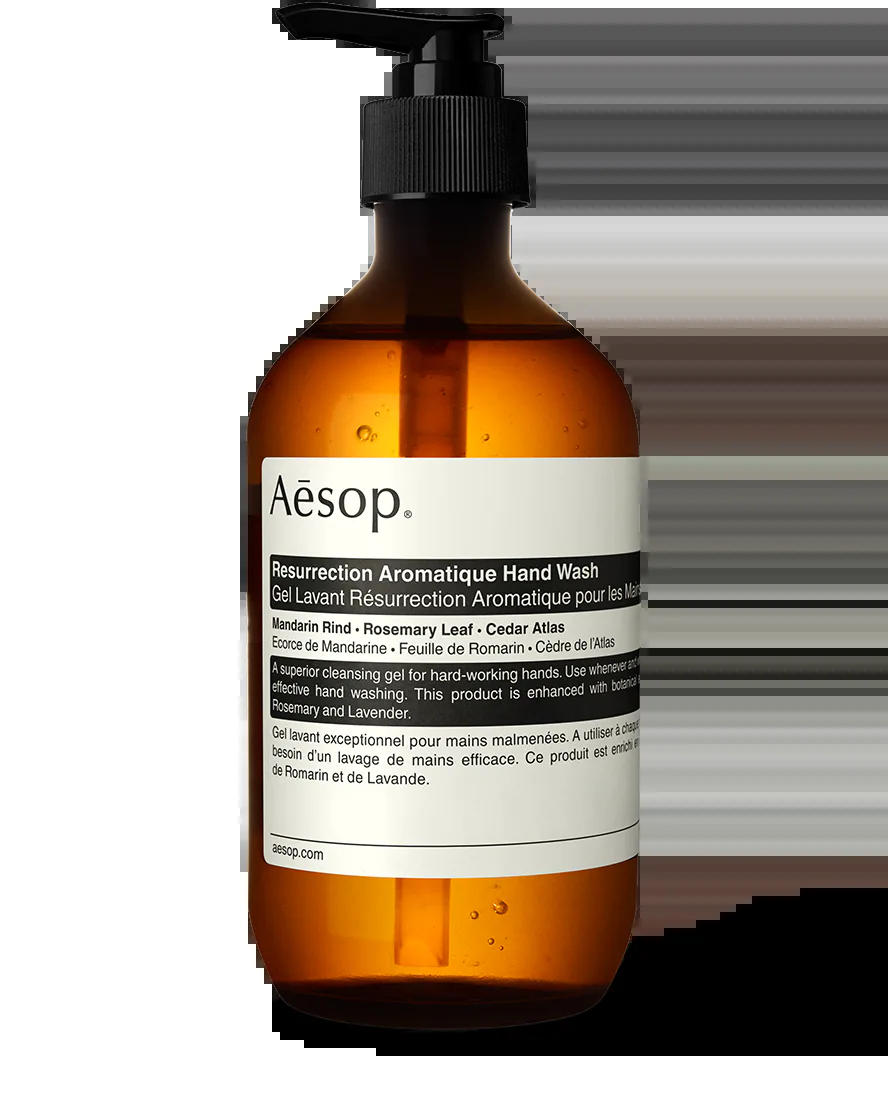 Aēsop®
Resurrection Aromatique Hand Wash
Gel Lavant Résurrection Aromatique pour les Mains
Mandarin Rind • Rosemary Leaf • Cedar Atlas
Ecorce de Mandarine • Feuille de Romarin • Cèdre de l’Atlas
A superior cleansing gel for hard-working hands. Use whenever and
effective hand washing. This product is enhanced with botanical
Rosemary and Lavender.
Gel lavant exceptionnel pour mains malmenées. A utiliser à chaque
besoin d’un lavage de mains efficace. Ce produit est enrichi
de Romarin et de Lavande.
aesop.com